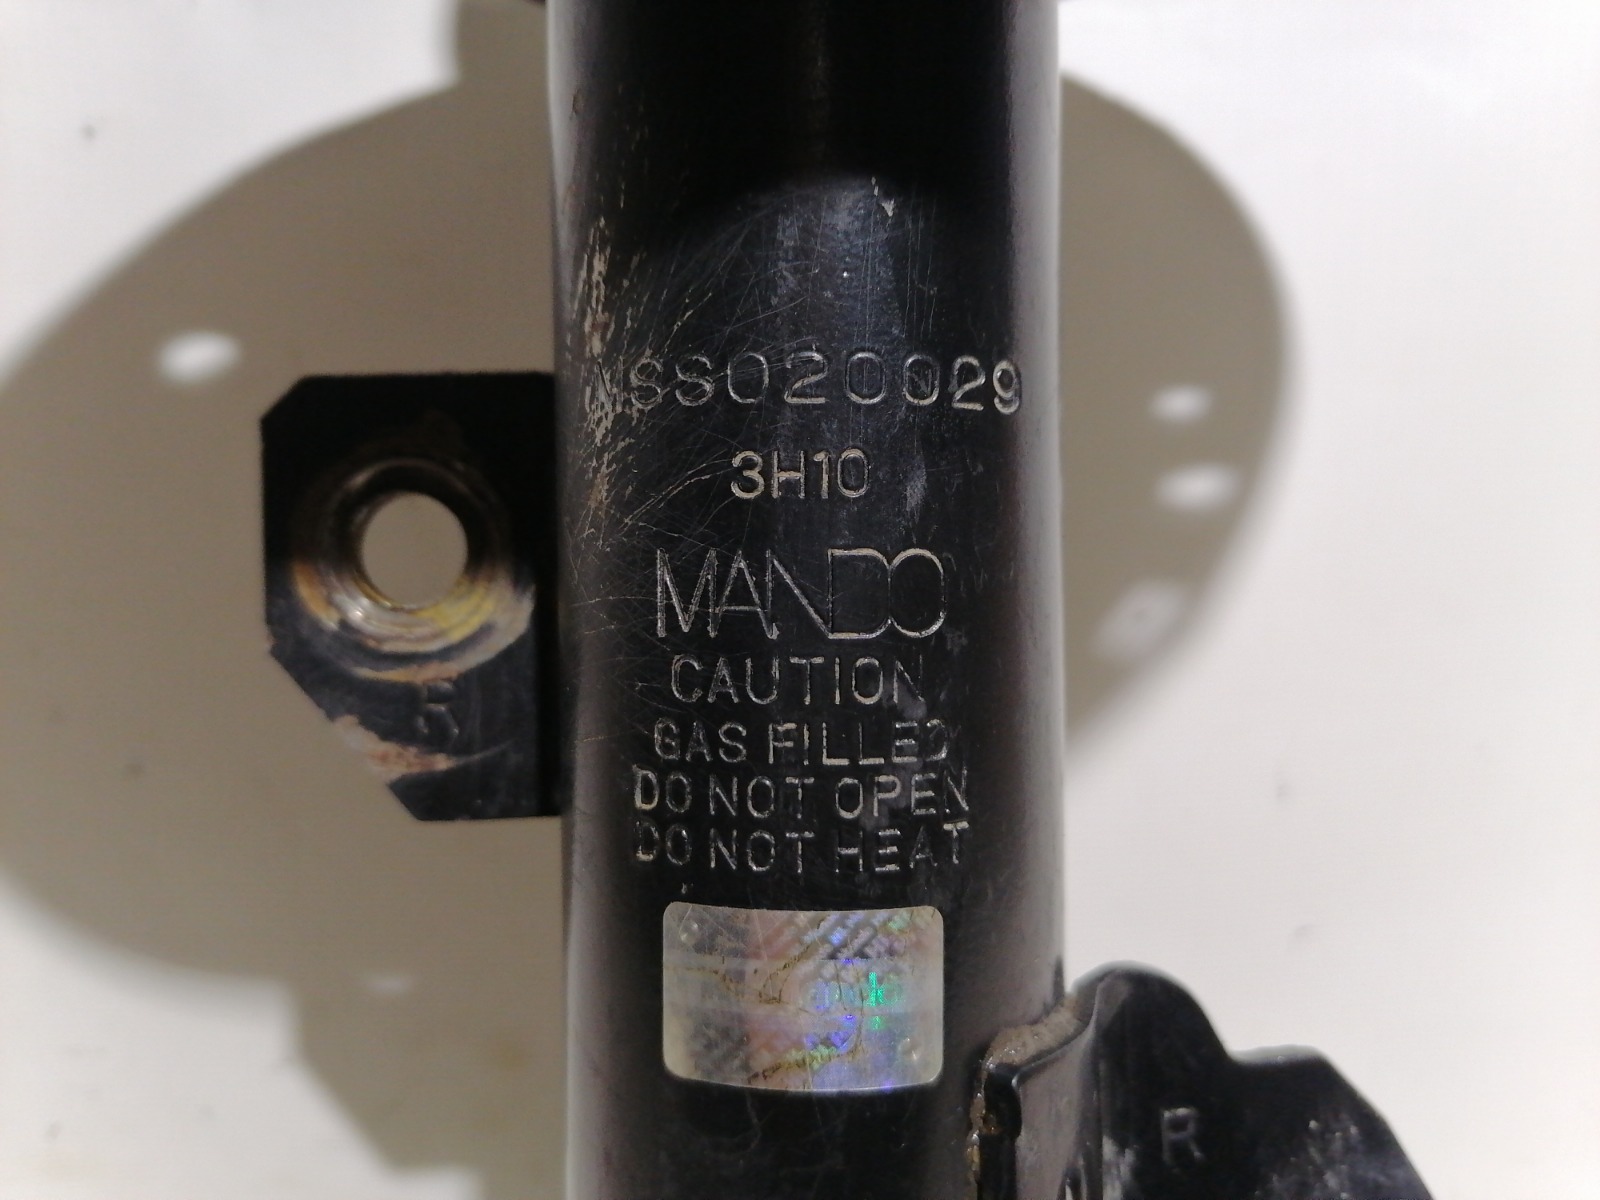 MSS020029
3H10
MANDO
CAUTION
GAS FILLED
DO NOT OPEN
DO NOT HEAT
R
R